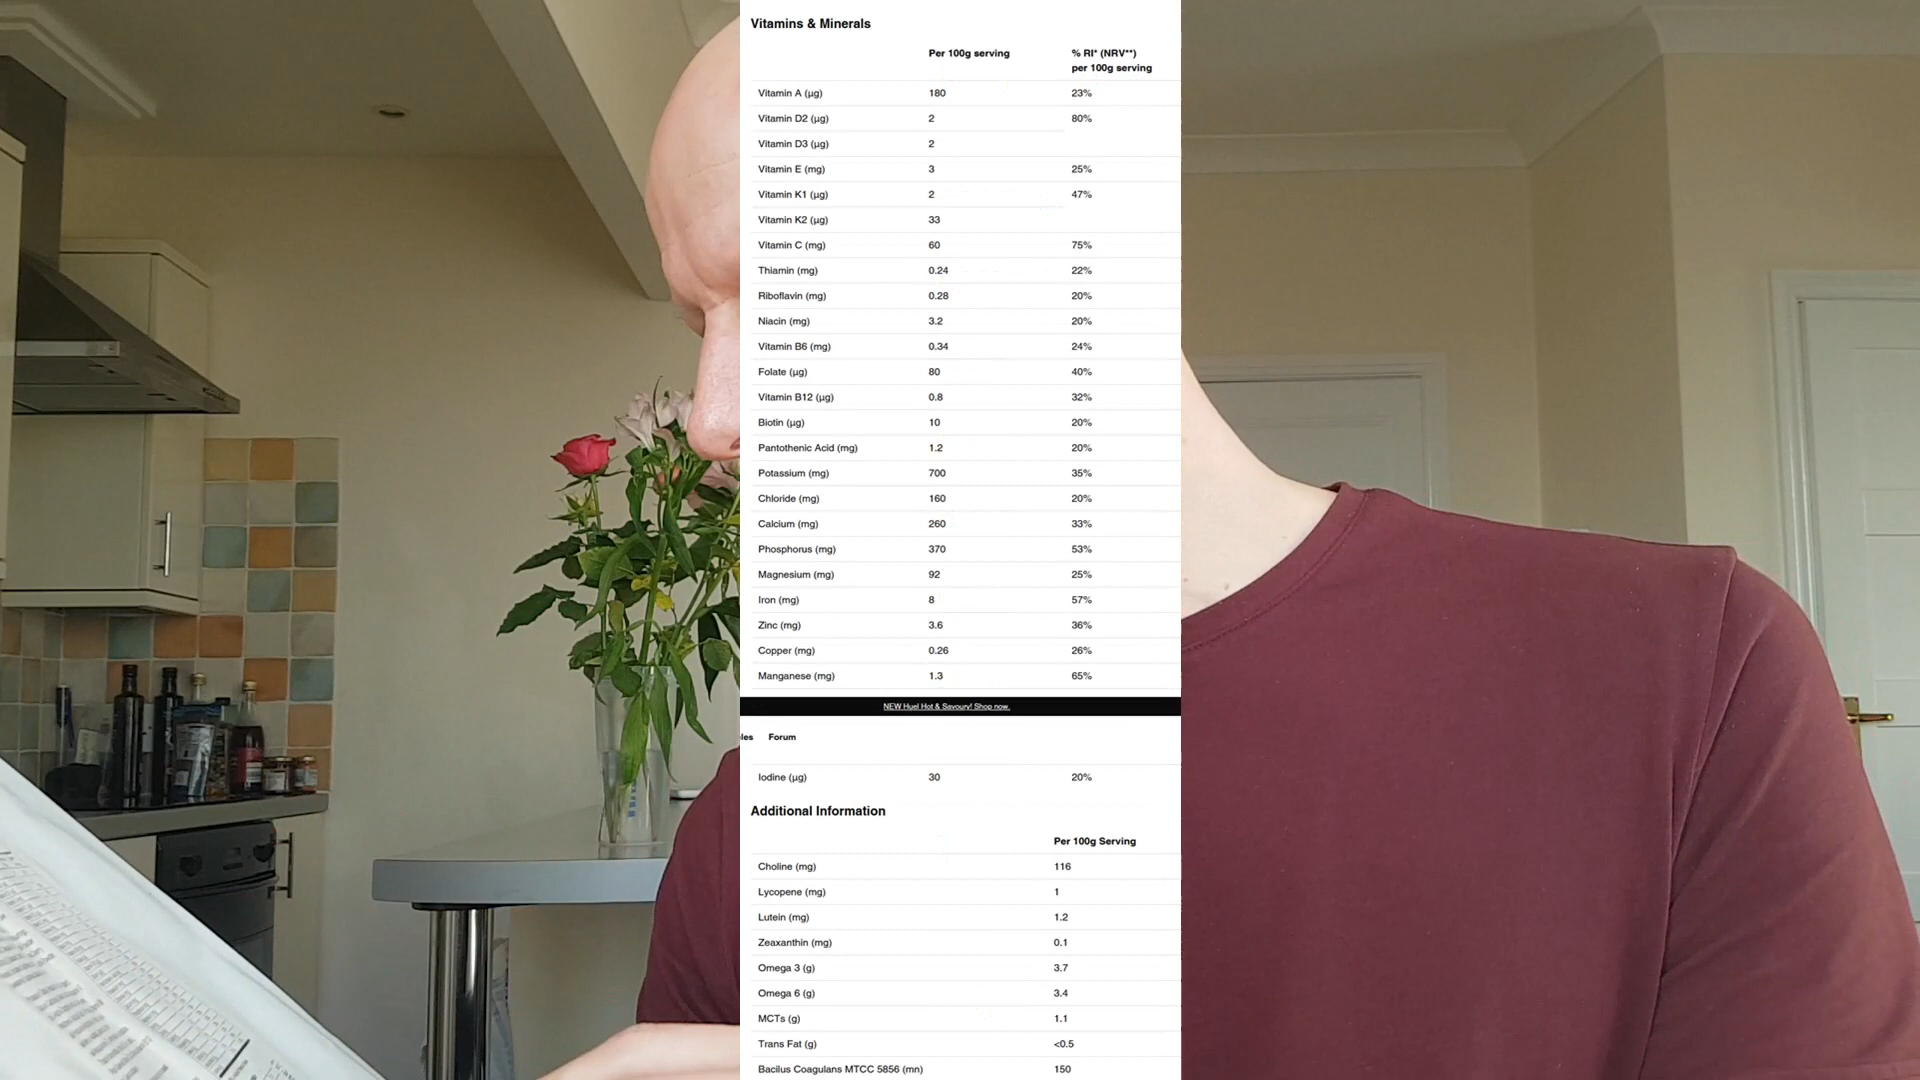 Vitamins & Minerals
Per 100g serving % RI* (NRV**)
per 100g serving
Vitamin A (µg) 180 23%
Vitamin D2 (µg) 2 80%
Vitamin D3 (µg) 2
Vitamin E (mg) 3 25%
Vitamin K1 (µg) 2 47%
Vitamin K2 (µg) 33
Vitamin C (mg) 60 75%
Thiamin (mg) 0.24 22%
Riboflavin (mg) 0.28 20%
Niacin (mg) 3.2 20%
Vitamin B6 (mg) 0.34 24%
Folate (µg) 80 40%
Vitamin B12 (µg) 0.8 32%
Biotin (µg) 10 20%
Pantothenic Acid (mg) 1.2 20%
Potassium (mg) 700 35%
Chloride (mg) 160 20%
Calcium (mg) 260 33%
Phosphorus (mg) 370 53%
Magnesium (mg) 92 25%
Iron (mg) 8 57%
Zinc (mg) 3.6 36%
Copper (mg) 0.26 26%
Manganese (mg) 1.3 65%
NEW Huel Hot & Savoury! Shop now.
les Forum
Iodine (µg) 30 20%
Additional Information
Per 100g Serving
Choline (mg) 116
Lycopene (mg) 1
Lutein (mg) 1.2
Zeaxanthin (mg) 0.1
Omega 3 (g) 3.7
Omega 6 (g) 3.4
MCTs (g) 1.1
Trans Fat (g) <0.5
Bacilus Coagulans MTCC 5856 (mn) 150